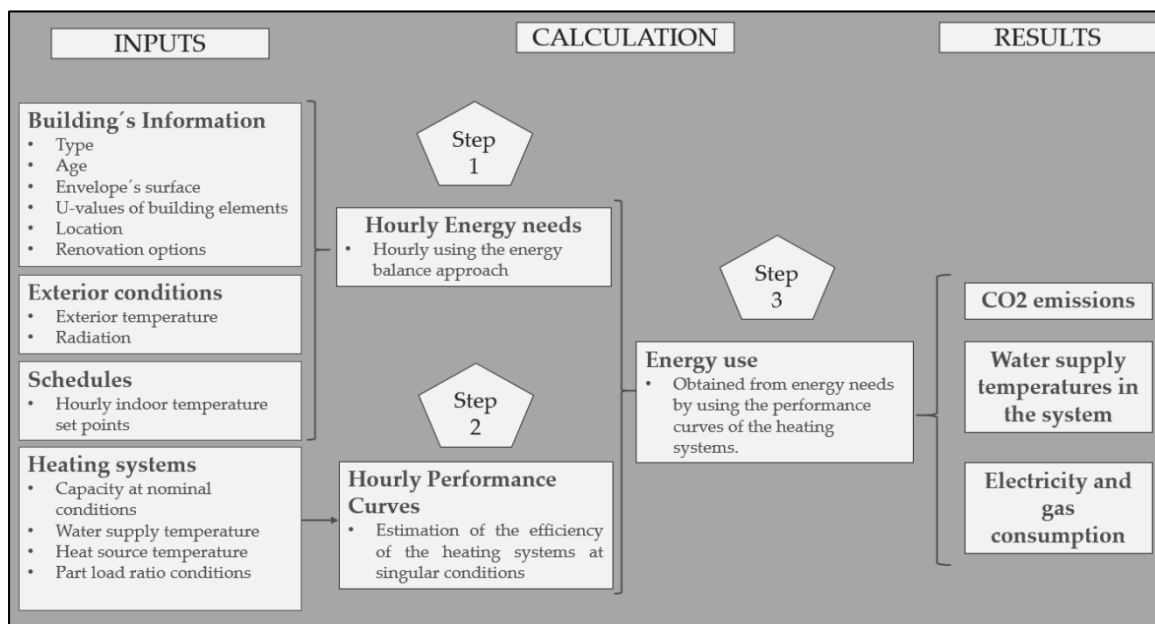 INPUTS
CALCULATION
RESULTS
Building´s Information
• Type
• Age
• Envelope´s surface
• U-values of building elements
• Location
• Renovation options
Exterior conditions
• Exterior temperature
• Radiation
Schedules
• Hourly indoor temperature
set points
Heating systems
• Capacity at nominal
conditions
• Water supply temperature
• Heat source temperature
• Part load ratio conditions
Step
1
Hourly Energy needs
• Hourly using the energy
balance approach
Step
2
Hourly Performance
Curves
• Estimation of the efficiency
of the heating systems at
singular conditions
Step
3
Energy use
• Obtained from energy needs
by using the performance
curves of the heating
systems.
CO2 emissions
Water supply
temperatures in
the system
Electricity and
gas
consumption